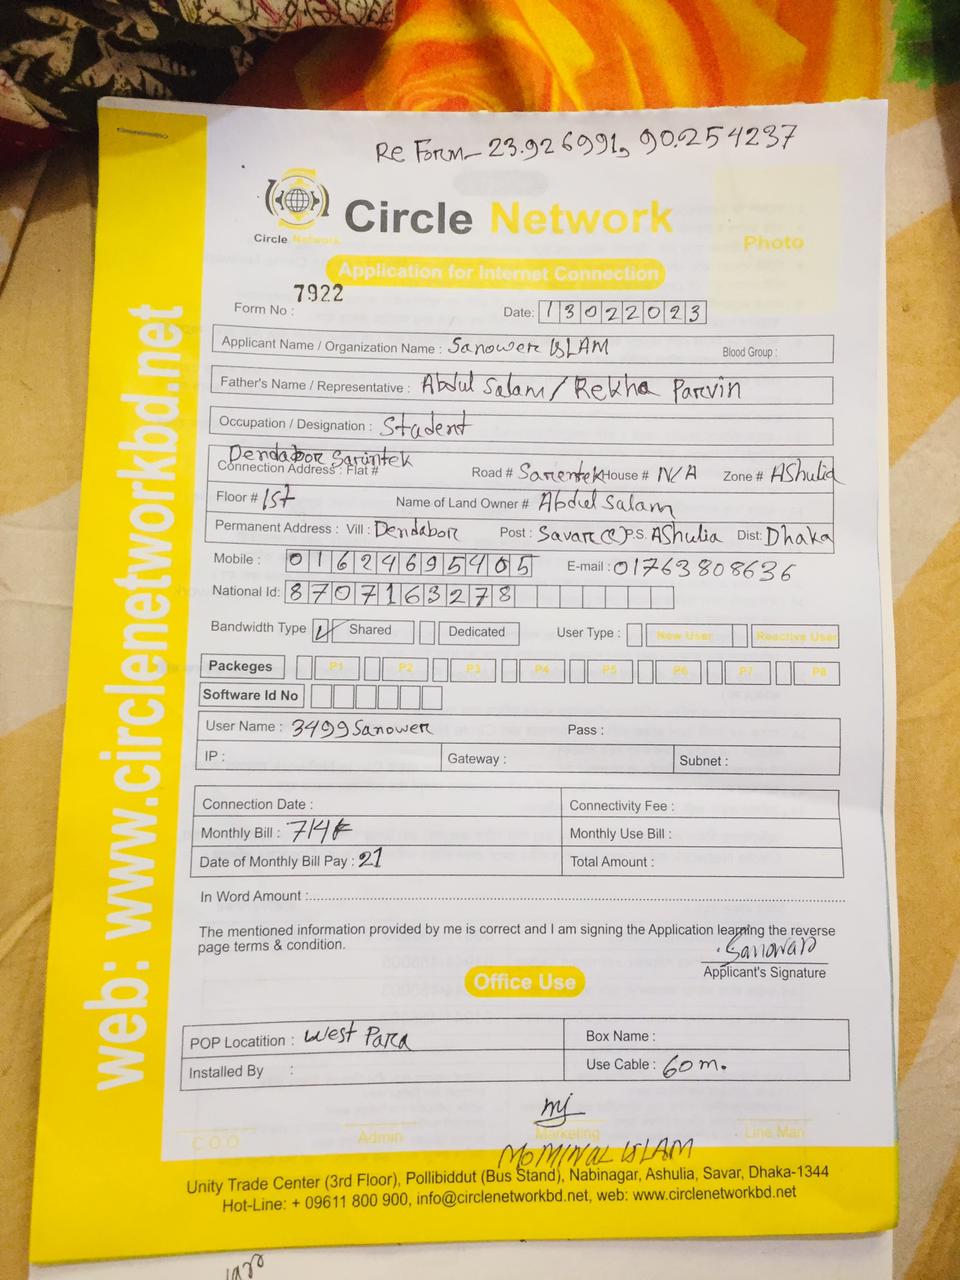 Re Form_ 23.926991, 90.254237
Circle Network
Circle Network
Photo
Application for Internet Connection
7922
Form No :
Date: 13022023
Applicant Name / Organization Name : Sanower ISLAM Blood Group :
Father's Name / Representative : Abdul Salam / Rekha Parvin
Occupation / Designation : Student
Dendabor Sarintek
Connection Address : Flat # Road # Sarentek House # N/A Zone # AShulia
Floor # 1st Name of Land Owner # Abdul Salam
Permanent Address : Vill : Dendabor Post : Savar P.S. AShulia Dist: Dhaka
Mobile : 01624695405 E-mail : 01763808636
National Id: 8707163278
Bandwidth Type Shared Dedicated User Type : New User Reactive User
Packeges P1 P2 P3 P4 P5 P6 P7 P8
Software Id No
User Name : 3499Sanower Pass :
IP : Gateway : Subnet :
Connection Date : Connectivity Fee :
Monthly Bill : 714 Monthly Use Bill :
Date of Monthly Bill Pay : 21 Total Amount :
In Word Amount :
The mentioned information provided by me is correct and I am signing the Application learning the reverse
page terms & condition.
Sanowar
Applicant's Signature
Office Use
POP Locatition : West Para Box Name :
Installed By : Use Cable : 60m.
C O O Admin Marketing Line Man
MOMINAL ISLAM
Unity Trade Center (3rd Floor), Pollibiddut (Bus Stand), Nabinagar, Ashulia, Savar, Dhaka-1344
Hot-Line: + 09611 800 900, info@circlenetworkbd.net, web: www.circlenetworkbd.net
web: www.circlenetworkbd.net